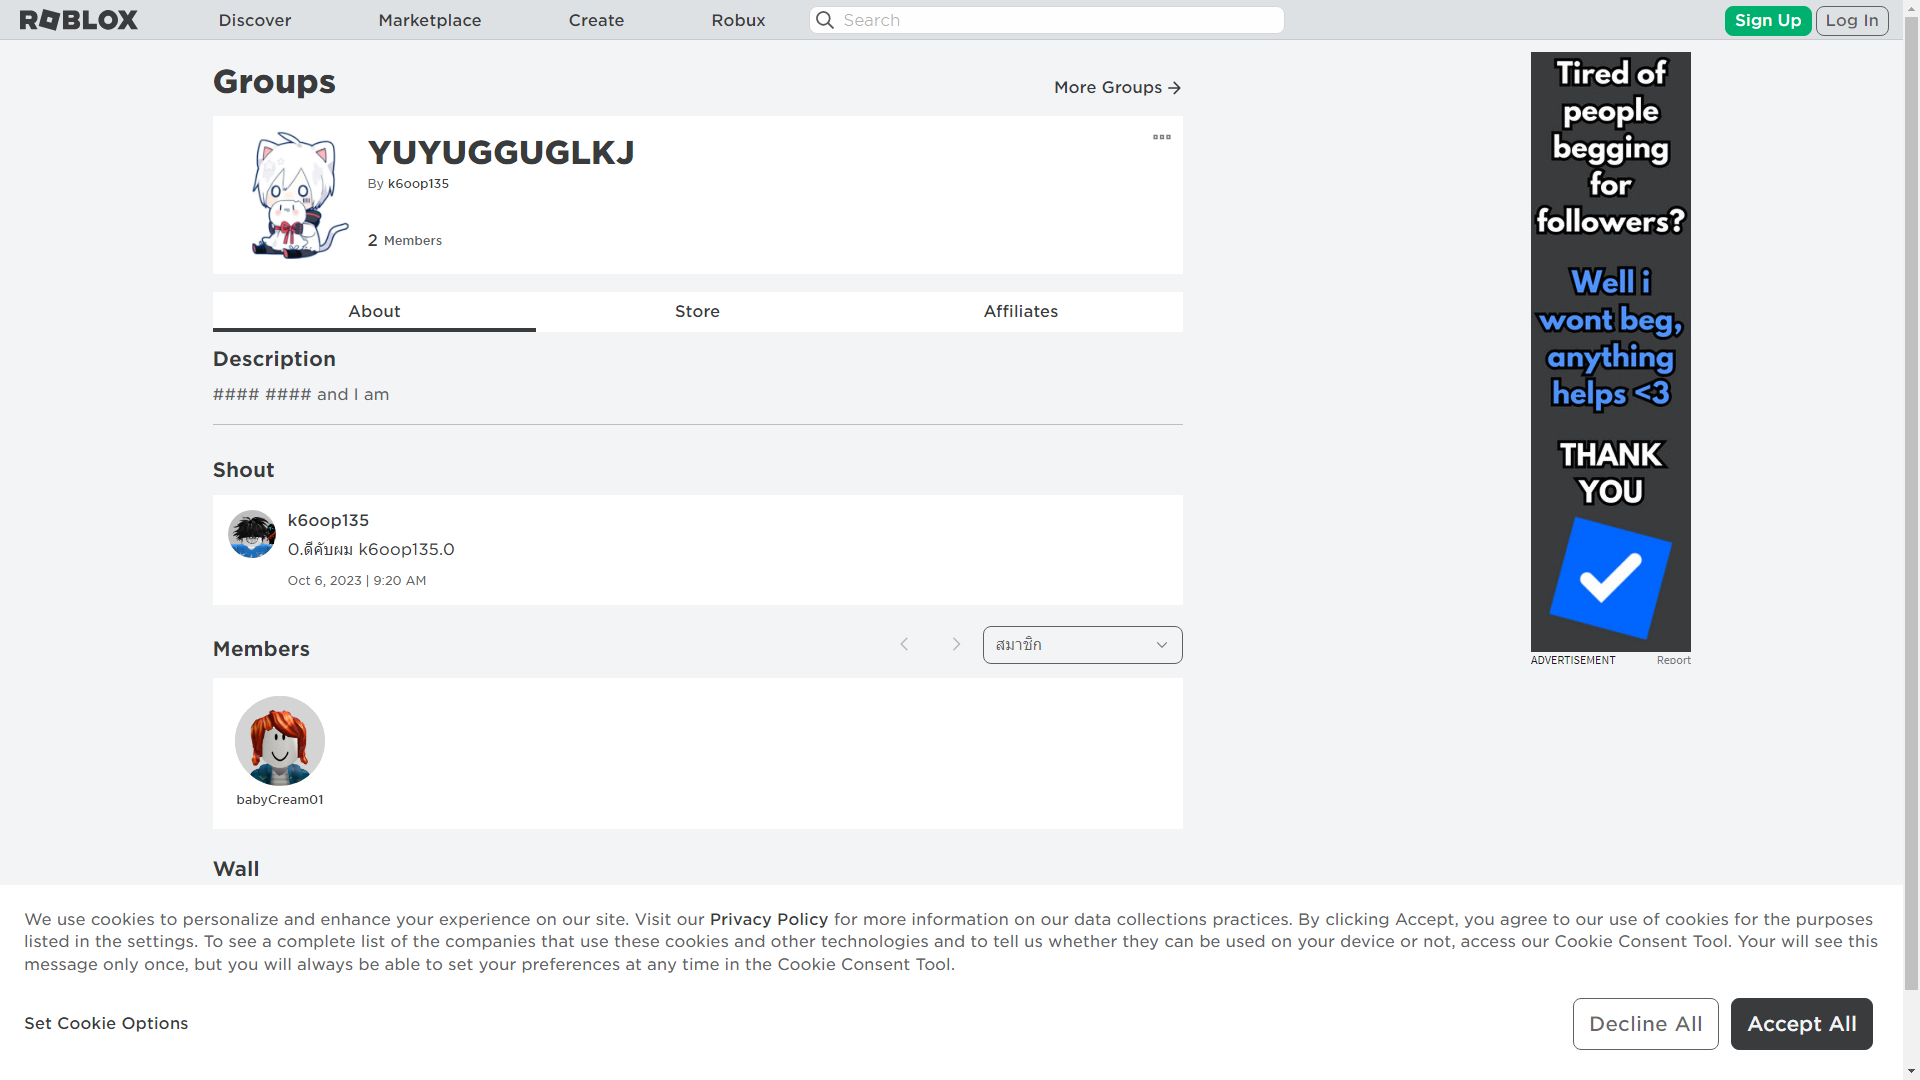 ROBLOX
Discover
Marketplace
Create
Robux
Search
Sign Up
Log In
Groups
More Groups
YUYUGGUGLKJ
By k6oop135
2 Members
About
Store
Affiliates
Description
#### #### and I am
Shout
k6oop135
0.ดีคับผม k6oop135.0
Oct 6, 2023 | 9:20 AM
Members
สมาชิก
babyCream01
Wall
Tired of
people
begging
for
followers?
Well i
wont beg,
anything
helps <3
THANK
YOU
ADVERTISEMENT
Report
We use cookies to personalize and enhance your experience on our site. Visit our Privacy Policy for more information on our data collections practices. By clicking Accept, you agree to our use of cookies for the purposes
listed in the settings. To see a complete list of the companies that use these cookies and other technologies and to tell us whether they can be used on your device or not, access our Cookie Consent Tool. Your will see this
message only once, but you will always be able to set your preferences at any time in the Cookie Consent Tool.
Set Cookie Options
Decline All
Accept All